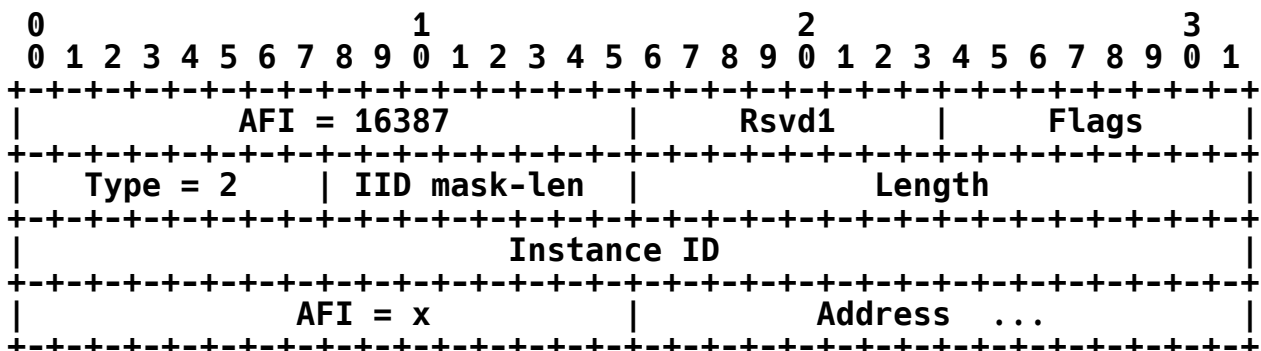 0                   1                   2                   3
 0 1 2 3 4 5 6 7 8 9 0 1 2 3 4 5 6 7 8 9 0 1 2 3 4 5 6 7 8 9 0 1
+-+-+-+-+-+-+-+-+-+-+-+-+-+-+-+-+-+-+-+-+-+-+-+-+-+-+-+-+-+-+-+-+
|           AFI = 16387         |     Rsvd1     |     Flags     |
+-+-+-+-+-+-+-+-+-+-+-+-+-+-+-+-+-+-+-+-+-+-+-+-+-+-+-+-+-+-+-+-+
|   Type = 2    | IID mask-len  |            Length             |
+-+-+-+-+-+-+-+-+-+-+-+-+-+-+-+-+-+-+-+-+-+-+-+-+-+-+-+-+-+-+-+-+
|                         Instance ID                           |
+-+-+-+-+-+-+-+-+-+-+-+-+-+-+-+-+-+-+-+-+-+-+-+-+-+-+-+-+-+-+-+-+
|              AFI = x          |         Address  ...          |
+-+-+-+-+-+-+-+-+-+-+-+-+-+-+-+-+-+-+-+-+-+-+-+-+-+-+-+-+-+-+-+-+